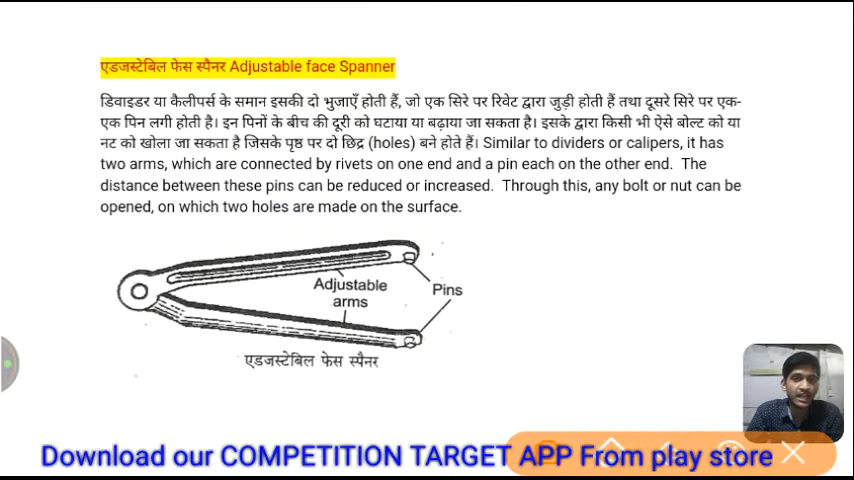 एडजस्टेबिल फेस स्पैनर Adjustable face Spanner
डिवाइडर या कैलीपर्स के समान इसकी दो भुजाएँ होती हैं, जो एक सिरे पर रिवेट द्वारा जुड़ी होती हैं तथा दूसरे सिरे पर एक-
एक पिन लगी होती है। इन पिनों के बीच की दूरी को घटाया या बढ़ाया जा सकता है। इसके द्वारा किसी भी ऐसे बोल्ट को या
नट को खोला जा सकता है जिसके पृष्ठ पर दो छिद्र (holes) बने होते हैं। Similar to dividers or calipers, it has
two arms, which are connected by rivets on one end and a pin each on the other end.  The
distance between these pins can be reduced or increased.  Through this, any bolt or nut can be
opened, on which two holes are made on the surface.
Adjustable
arms
Pins
एडजस्टेबिल फेस स्पैनर
Download our COMPETITION TARGET APP From play store